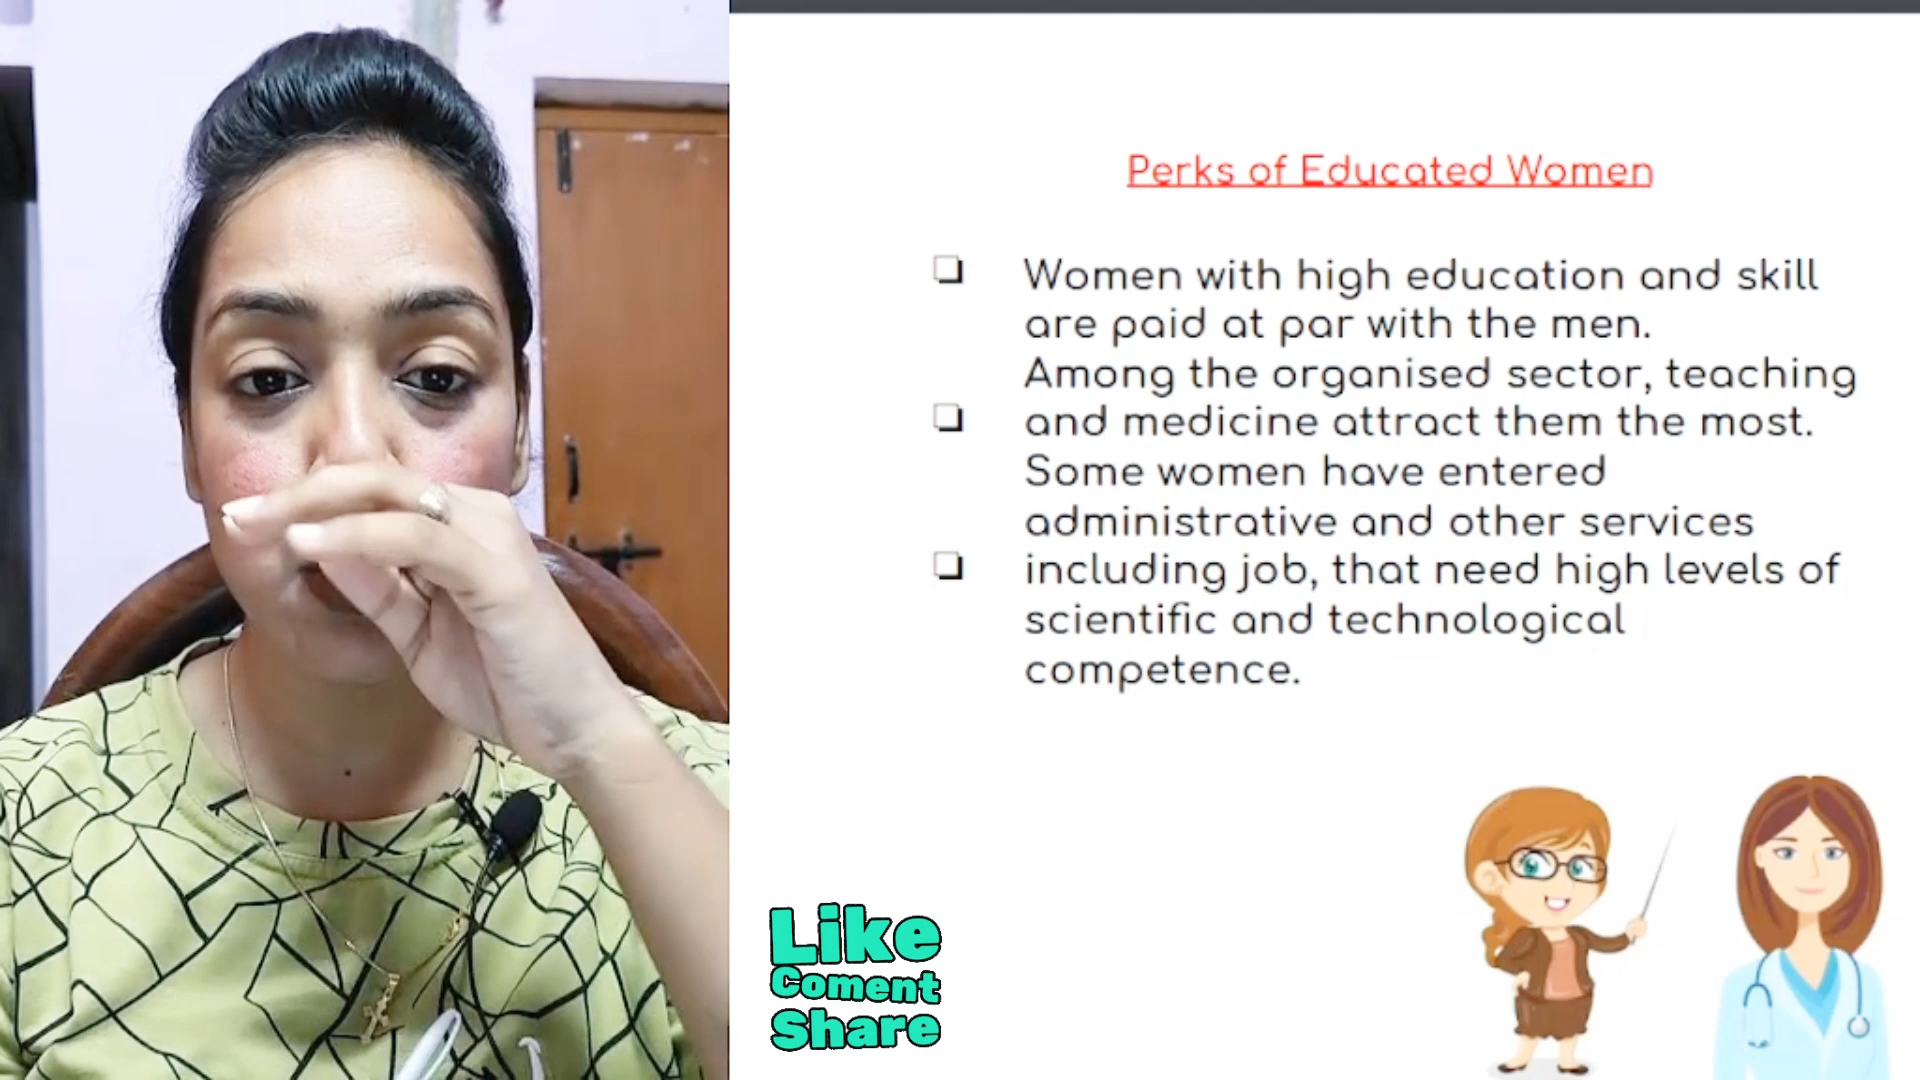 Perks of Educated Women
❏ Women with high education and skill
are paid at par with the men.
Among the organised sector, teaching
❏ and medicine attract them the most.
Some women have entered
administrative and other services
❏ including job, that need high levels of
scientific and technological
competence.
Like
Coment
Share